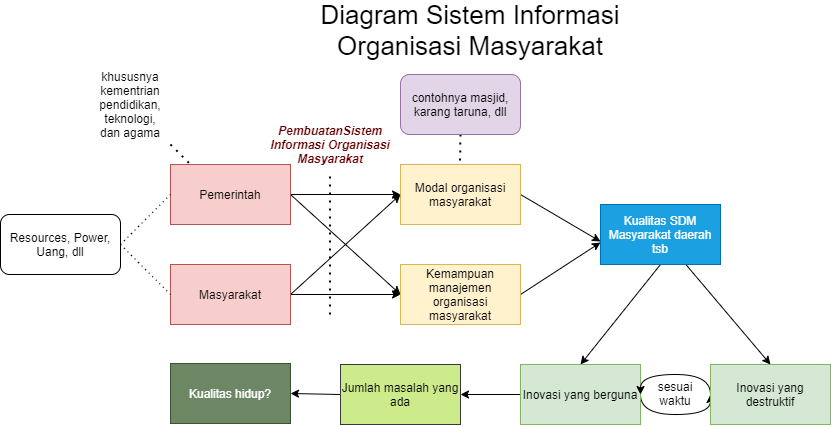 Diagram Sistem Informasi
Organisasi Masyarakat
khususnya
kementrian
pendidikan,
teknologi,
dan agama
contohnya masjid,
karang taruna, dll
PembuatanSistem
Informasi Organisasi
Masyarakat
Pemerintah
Modal organisasi
masyarakat
Resources, Power,
Uang, dll
Kualitas SDM
Masyarakat daerah
tsb
Masyarakat
Kemampuan
manajemen
organisasi
masyarakat
Kualitas hidup?
Jumlah masalah yang
ada
Inovasi yang berguna
sesuai
waktu
Inovasi yang
destruktif